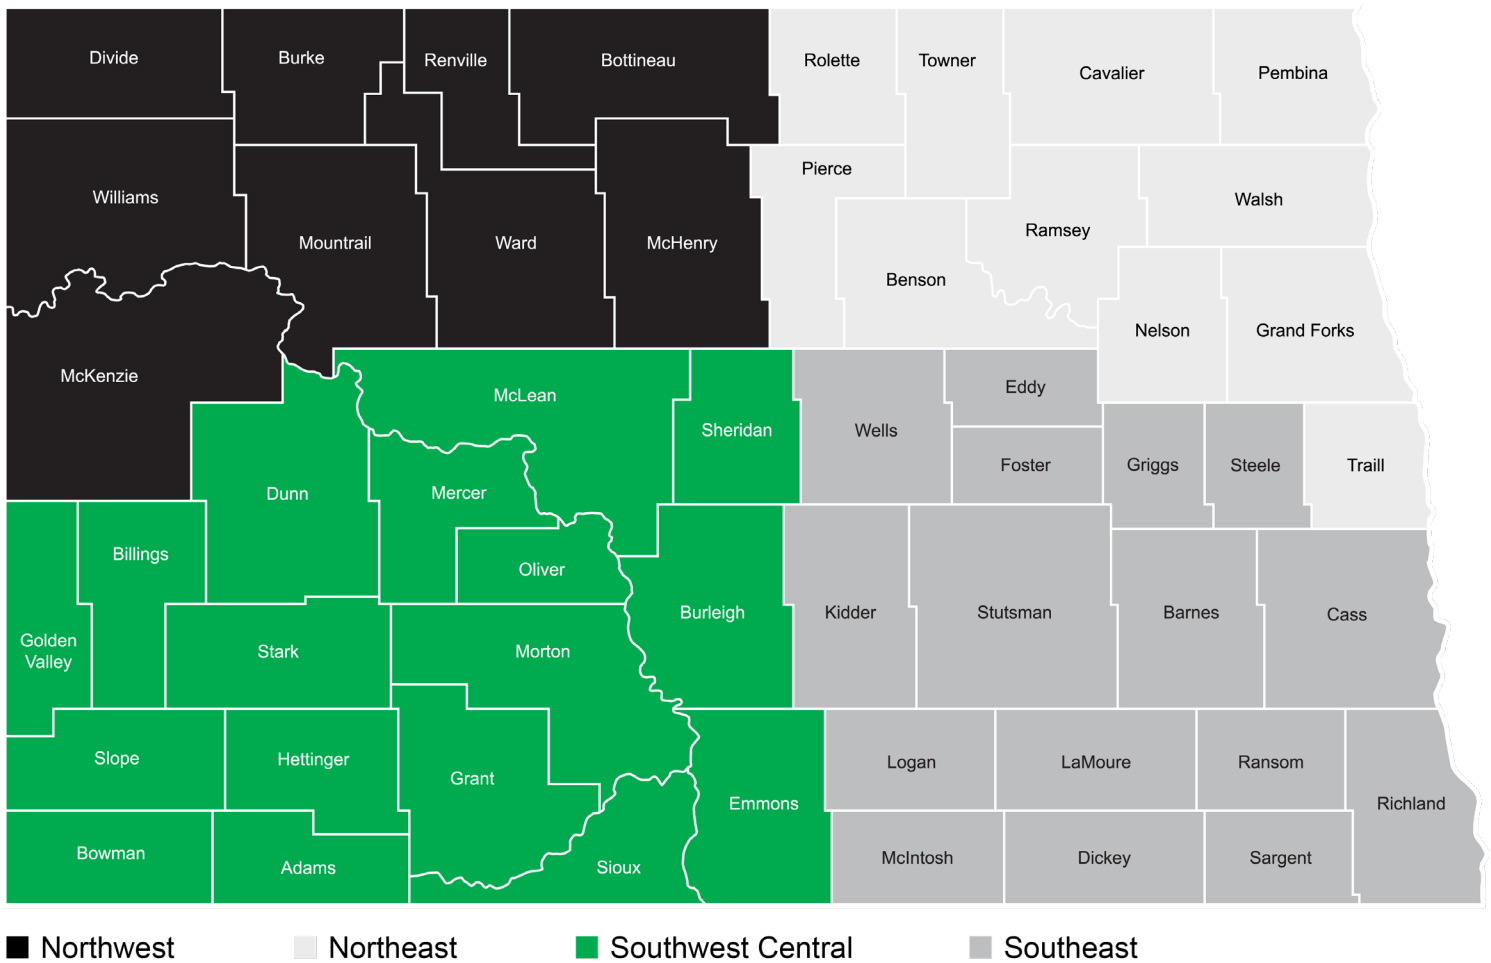 Divide
Burke
Renville
Bottineau
Rolette
Towner
Cavalier
Pembina
Williams
Mountrail
Ward
McHenry
Pierce
Benson
Ramsey
Walsh
McKenzie
Nelson
Grand Forks
McLean
Sheridan
Wells
Eddy
Foster
Griggs
Steele
Traill
Dunn
Mercer
Billings
Oliver
Golden
Valley
Stark
Morton
Burleigh
Kidder
Stutsman
Barnes
Cass
Slope
Hettinger
Grant
Emmons
Logan
LaMoure
Ransom
Richland
Bowman
Adams
Sioux
McIntosh
Dickey
Sargent
Northwest
Northeast
Southwest Central
Southeast